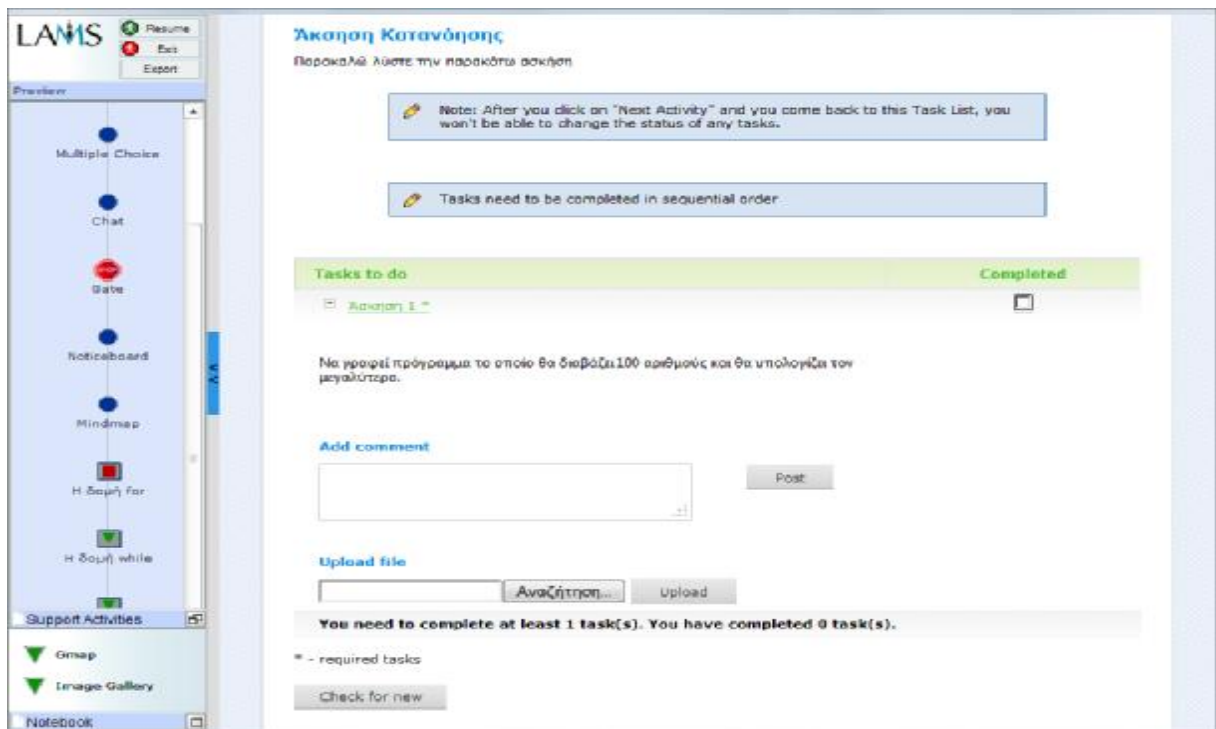 LAMS
Resume
Exit
Export
Preview
Multiple Choice
Chat
Gate
Noticeboard
Mindmap
Η δομή for
Η δομή while
Support Activities
Gmap
Image Gallery
Notebook
Άσκηση Κατανόησης
Παρακαλώ λύστε την παρακάτω άσκηση
Note: After you click on "Next Activity" and you come back to this Task List, you
won't be able to change the status of any tasks.
Tasks need to be completed in sequential order
Tasks to do Completed
Άσκηση 1 *
Να γραφεί πρόγραμμα το οποίο θα διαβάζει 100 αριθμούς και θα υπολογίζει τον
μεγαλύτερο.
Add comment
Post
Upload file
Αναζήτηση... Upload
You need to complete at least 1 task(s). You have completed 0 task(s).
* - required tasks
Check for new